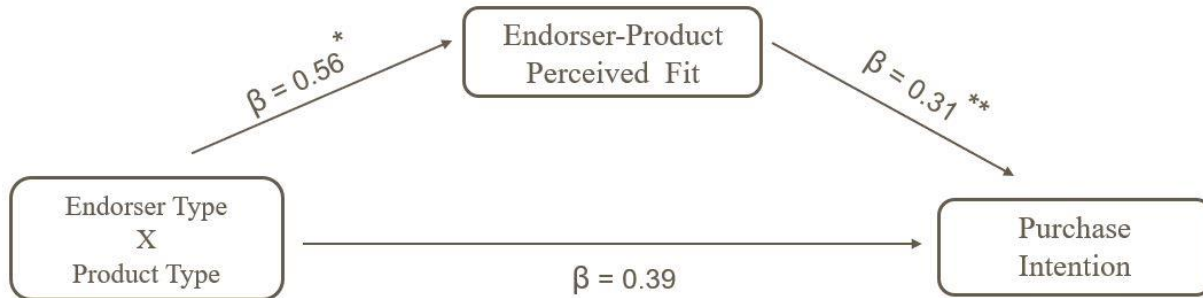 Endorser-Product
Perceived Fit
β = 0.56 *
β = 0.31 **
Endorser Type
X
Product Type
Purchase
Intention
β = 0.39